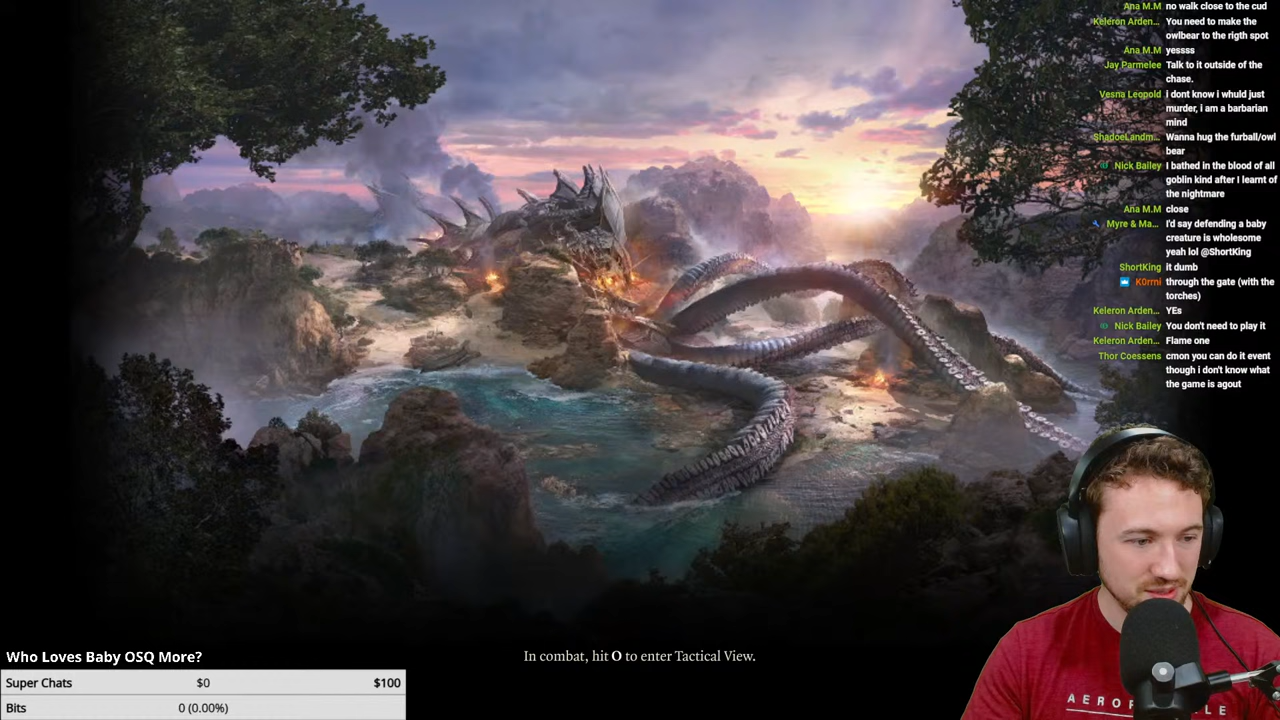 Ana M.M no walk close to the cud
Keleron Arden... You need to make the
owlbear to the rigth spot
Ana M.M yessss
Jay Parmelee Talk to it outside of the
chase.
Vesna Leopold i dont know i whuld just
murder, i am a barbarian
mind
ShadoeLandm... Wanna hug the furball/owl
bear
Nick Bailey I bathed in the blood of all
goblin kind after I learnt of
the nightmare
Ana M.M close
Myre & Ma... I'd say defending a baby
creature is wholesome
yeah lol @ShortKing
ShortKing it dumb
K0rrni through the gate (with the
torches)
Keleron Arden... YEs
Nick Bailey You don't need to play it
Keleron Arden... Flame one
Thor Coessens cmon you can do it event
though i don't know what
the game is agout
In combat, hit O to enter Tactical View.
Who Loves Baby OSQ More?
Super Chats $0 $100
Bits 0 (0.00%)